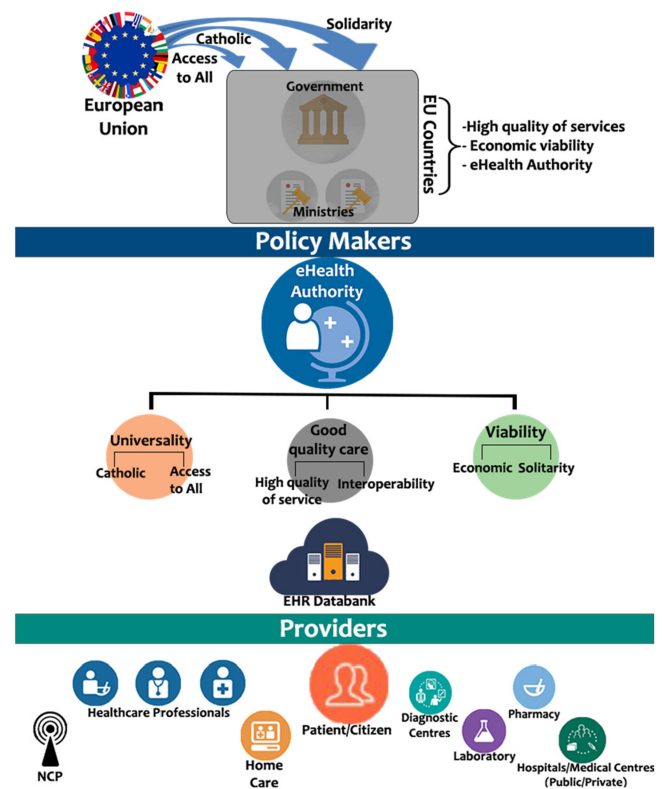 Solidarity
Catholic
Access
to All
European
Union
Government
Ministries
EU Countries
-High quality of services
- Economic viability
- eHealth Authority
Policy Makers
eHealth
Authority
Universality
Catholic
Access
to All
Good
quality care
High quality
of service
Interoperability
Viability
Economic
Solitarity
EHR Databank
Providers
Healthcare Professionals
NCP
Home
Care
Patient/Citizen
Diagnostic
Centres
Laboratory
Pharmacy
Hospitals/Medical Centres
(Public/Private)